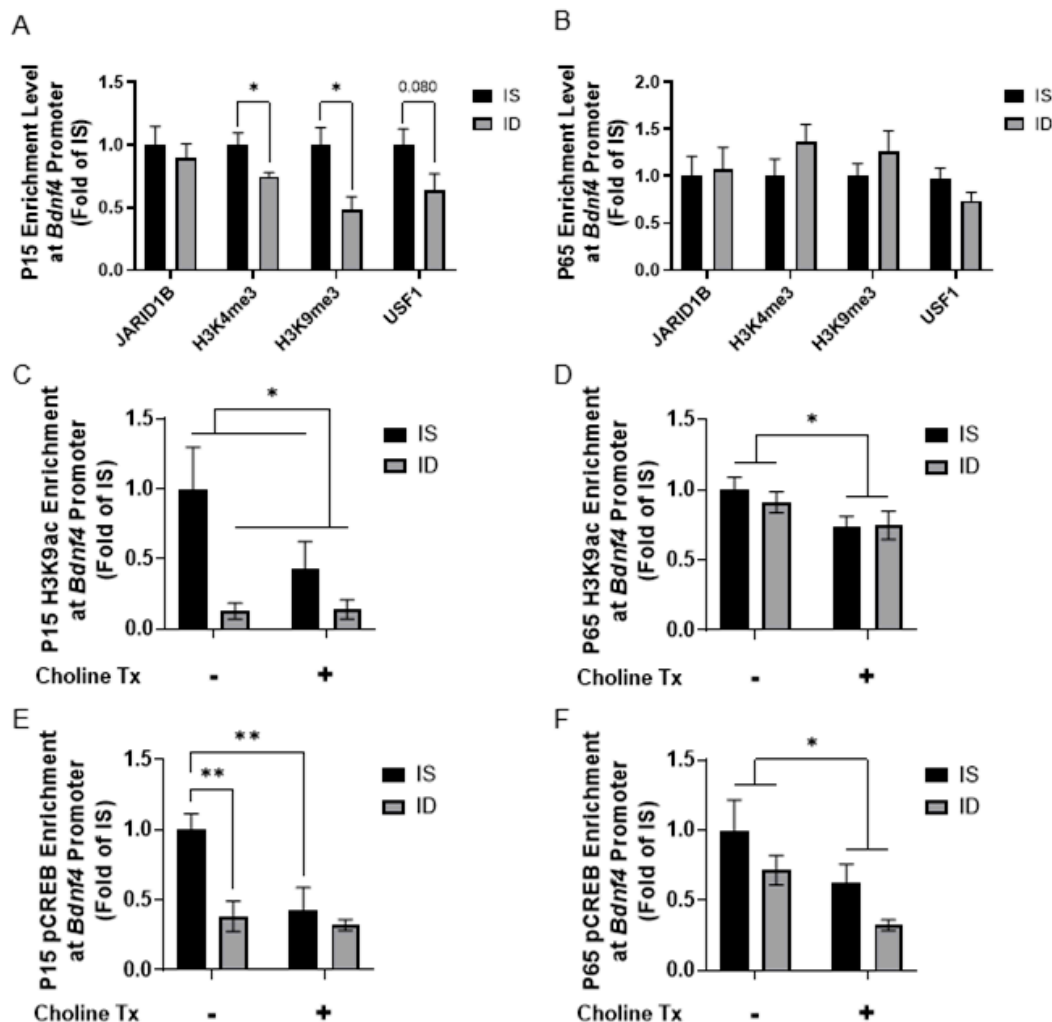 A
P15 Enrichment Level
at Bdnf4 Promoter
(Fold of IS)
1.5
1.0
0.5
0.0
*
*
0.080
IS
ID
JARID1B
H3K4me3
H3K9me3
USF1
B
P65 Enrichment Level
at Bdnf4 Promoter
(Fold of IS)
2.0
1.5
1.0
0.5
0.0
IS
ID
JARID1B
H3K4me3
H3K9me3
USF1
C
P15 H3K9ac Enrichment
at Bdnf4 Promoter
(Fold of IS)
1.5
1.0
0.5
0.0
*
IS
ID
Choline Tx - +
D
P65 H3K9ac Enrichment
at Bdnf4 Promoter
(Fold of IS)
1.5
1.0
0.5
0.0
*
IS
ID
Choline Tx - +
E
P15 pCREB Enrichment
at Bdnf4 Promoter
(Fold of IS)
1.5
1.0
0.5
0.0
**
**
IS
ID
Choline Tx - +
F
P65 pCREB Enrichment
at Bdnf4 Promoter
(Fold of IS)
1.5
1.0
0.5
0.0
*
IS
ID
Choline Tx - +